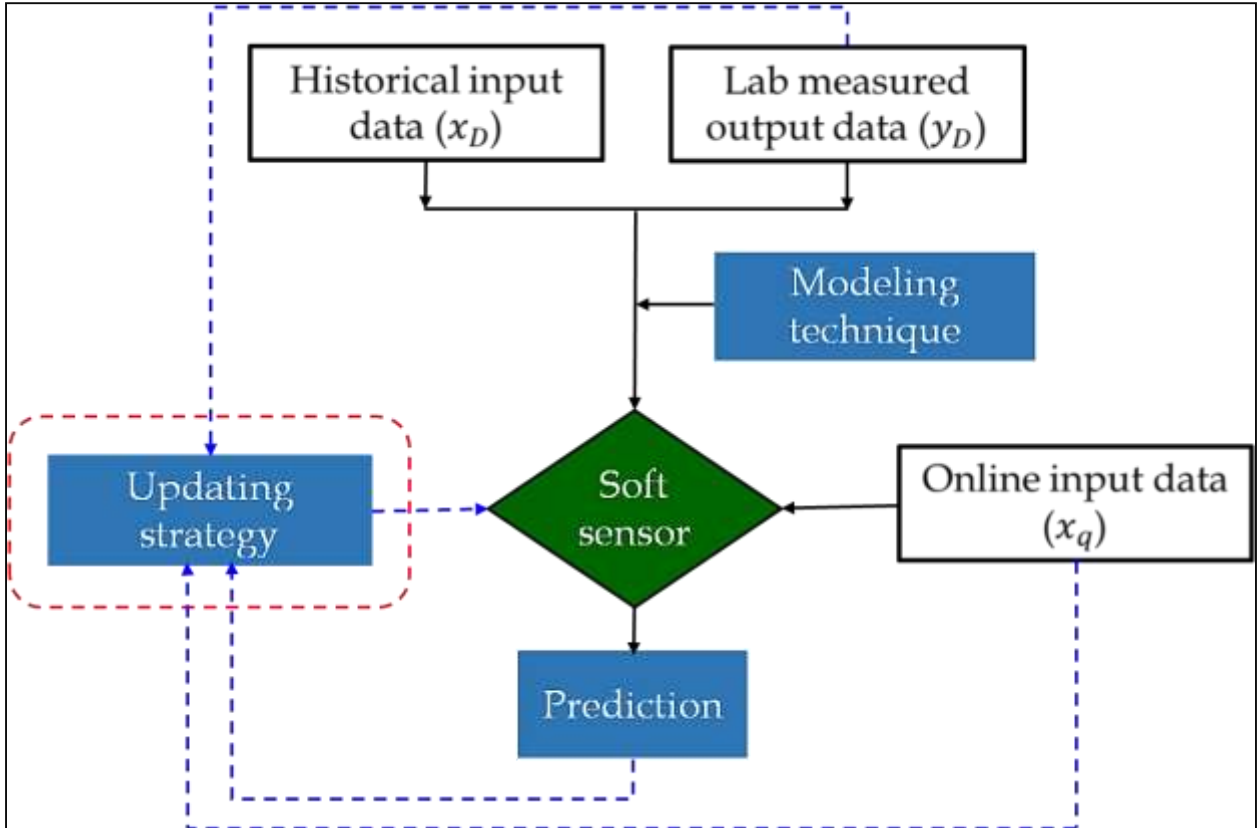 Historical input
data (x_D)
Lab measured
output data (y_D)
Modeling
technique
Updating
strategy
Soft
sensor
Online input data
(x_q)
Prediction